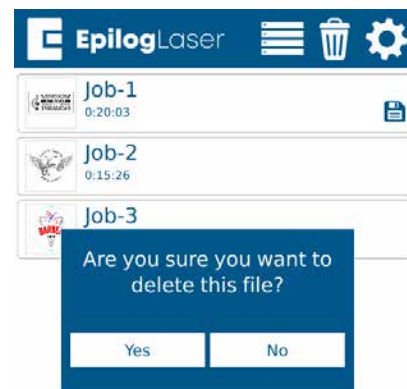 EpilogLaser
Job-1
0:20:03
Job-2
0:15:26
Job-3
Are you sure you want to
delete this file?
Yes
No